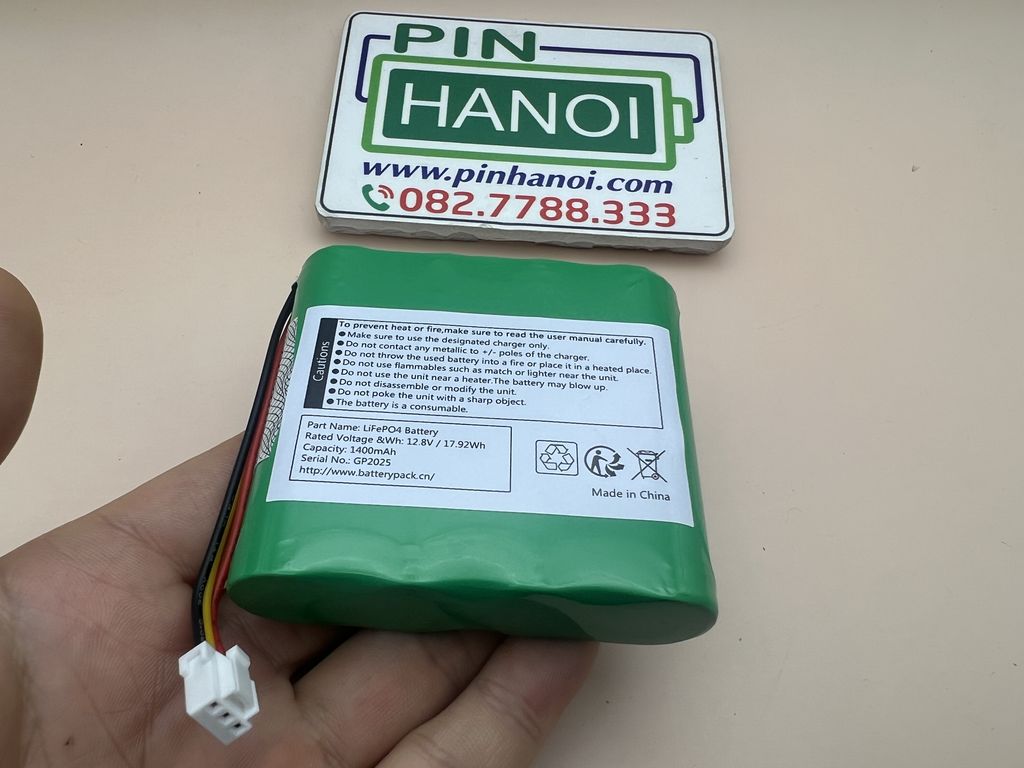 PIN
HANOI
www.pinhanoi.com
082.7788.333
Cautions
To prevent heat or fire,make sure to read the user manual carefully.
●Make sure to use the designated charger only.
●Do not contact any metallic to +/- poles of the charger.
●Do not throw the used battery into a fire or place it in a heated place.
●Do not use flammables such as match or lighter near the unit.
●Do not use the unit near a heater.The battery may blow up.
●Do not disassemble or modify the unit.
●Do not poke the unit with a sharp object.
●The battery is a consumable.
Part Name: LiFePO4 Battery
Rated Voltage &Wh: 12.8V / 17.92Wh
Capacity: 1400mAh
Serial No.: GP2025
http://www.batterypack.cn/
Made in China